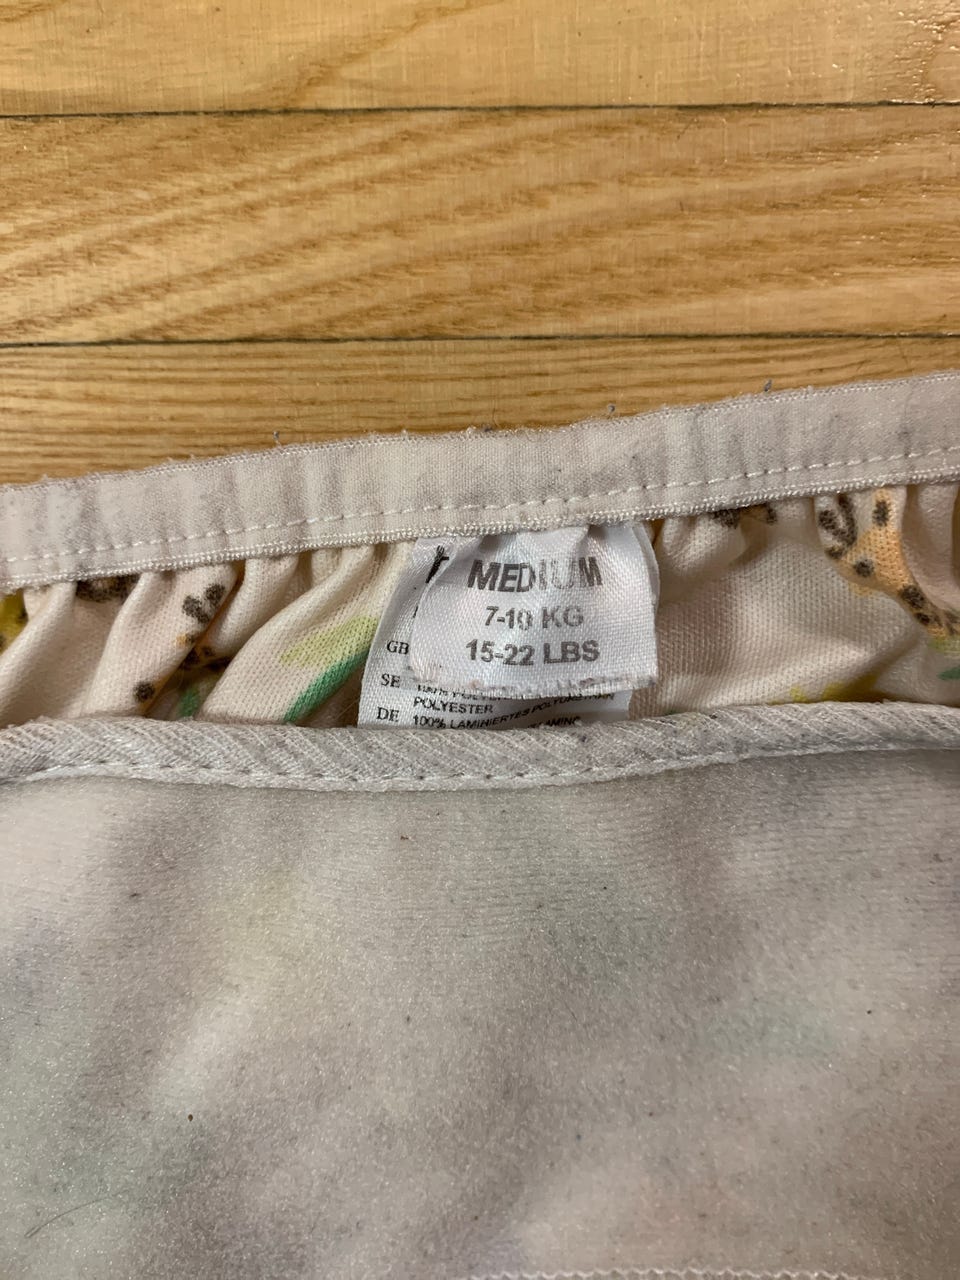 MEDIUM
7-10 KG
15-22 LBS
GB
SE
POLYESTER
DE 100% LAMINIERTES